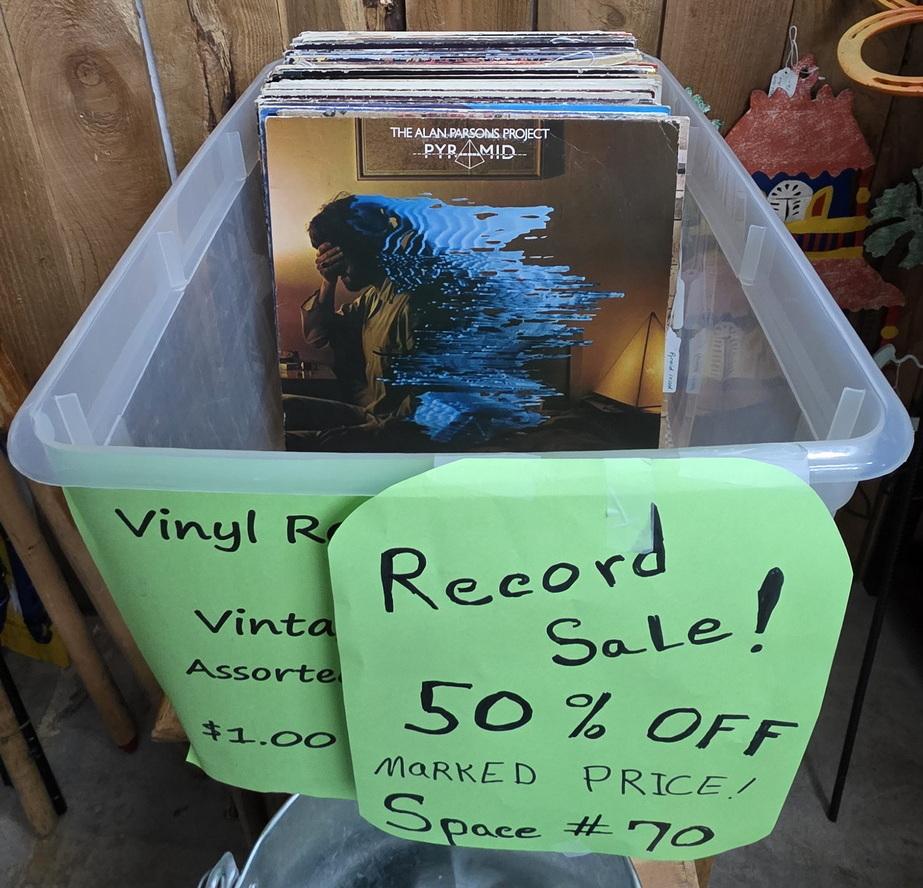 THE ALAN PARSONS PROJECT
PYRAMID
Vinyl Re
Vinta
Assorte
$1.00
Record
Sale!
50% OFF
MARKED PRICE!
Space #70